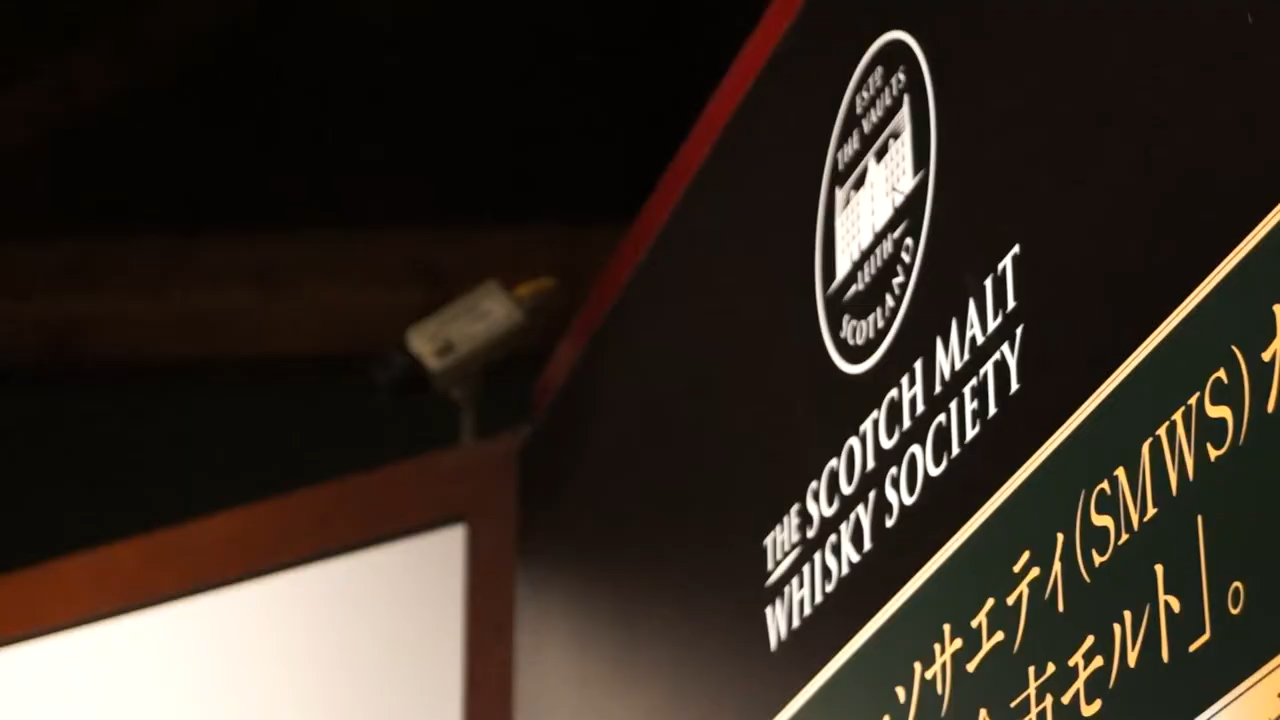 ESTD
THE VAULTS
LEITH
SCOTLAND
THE SCOTCH MALT
WHISKY SOCIETY
ソサエティ(SMWS)
モルト」。